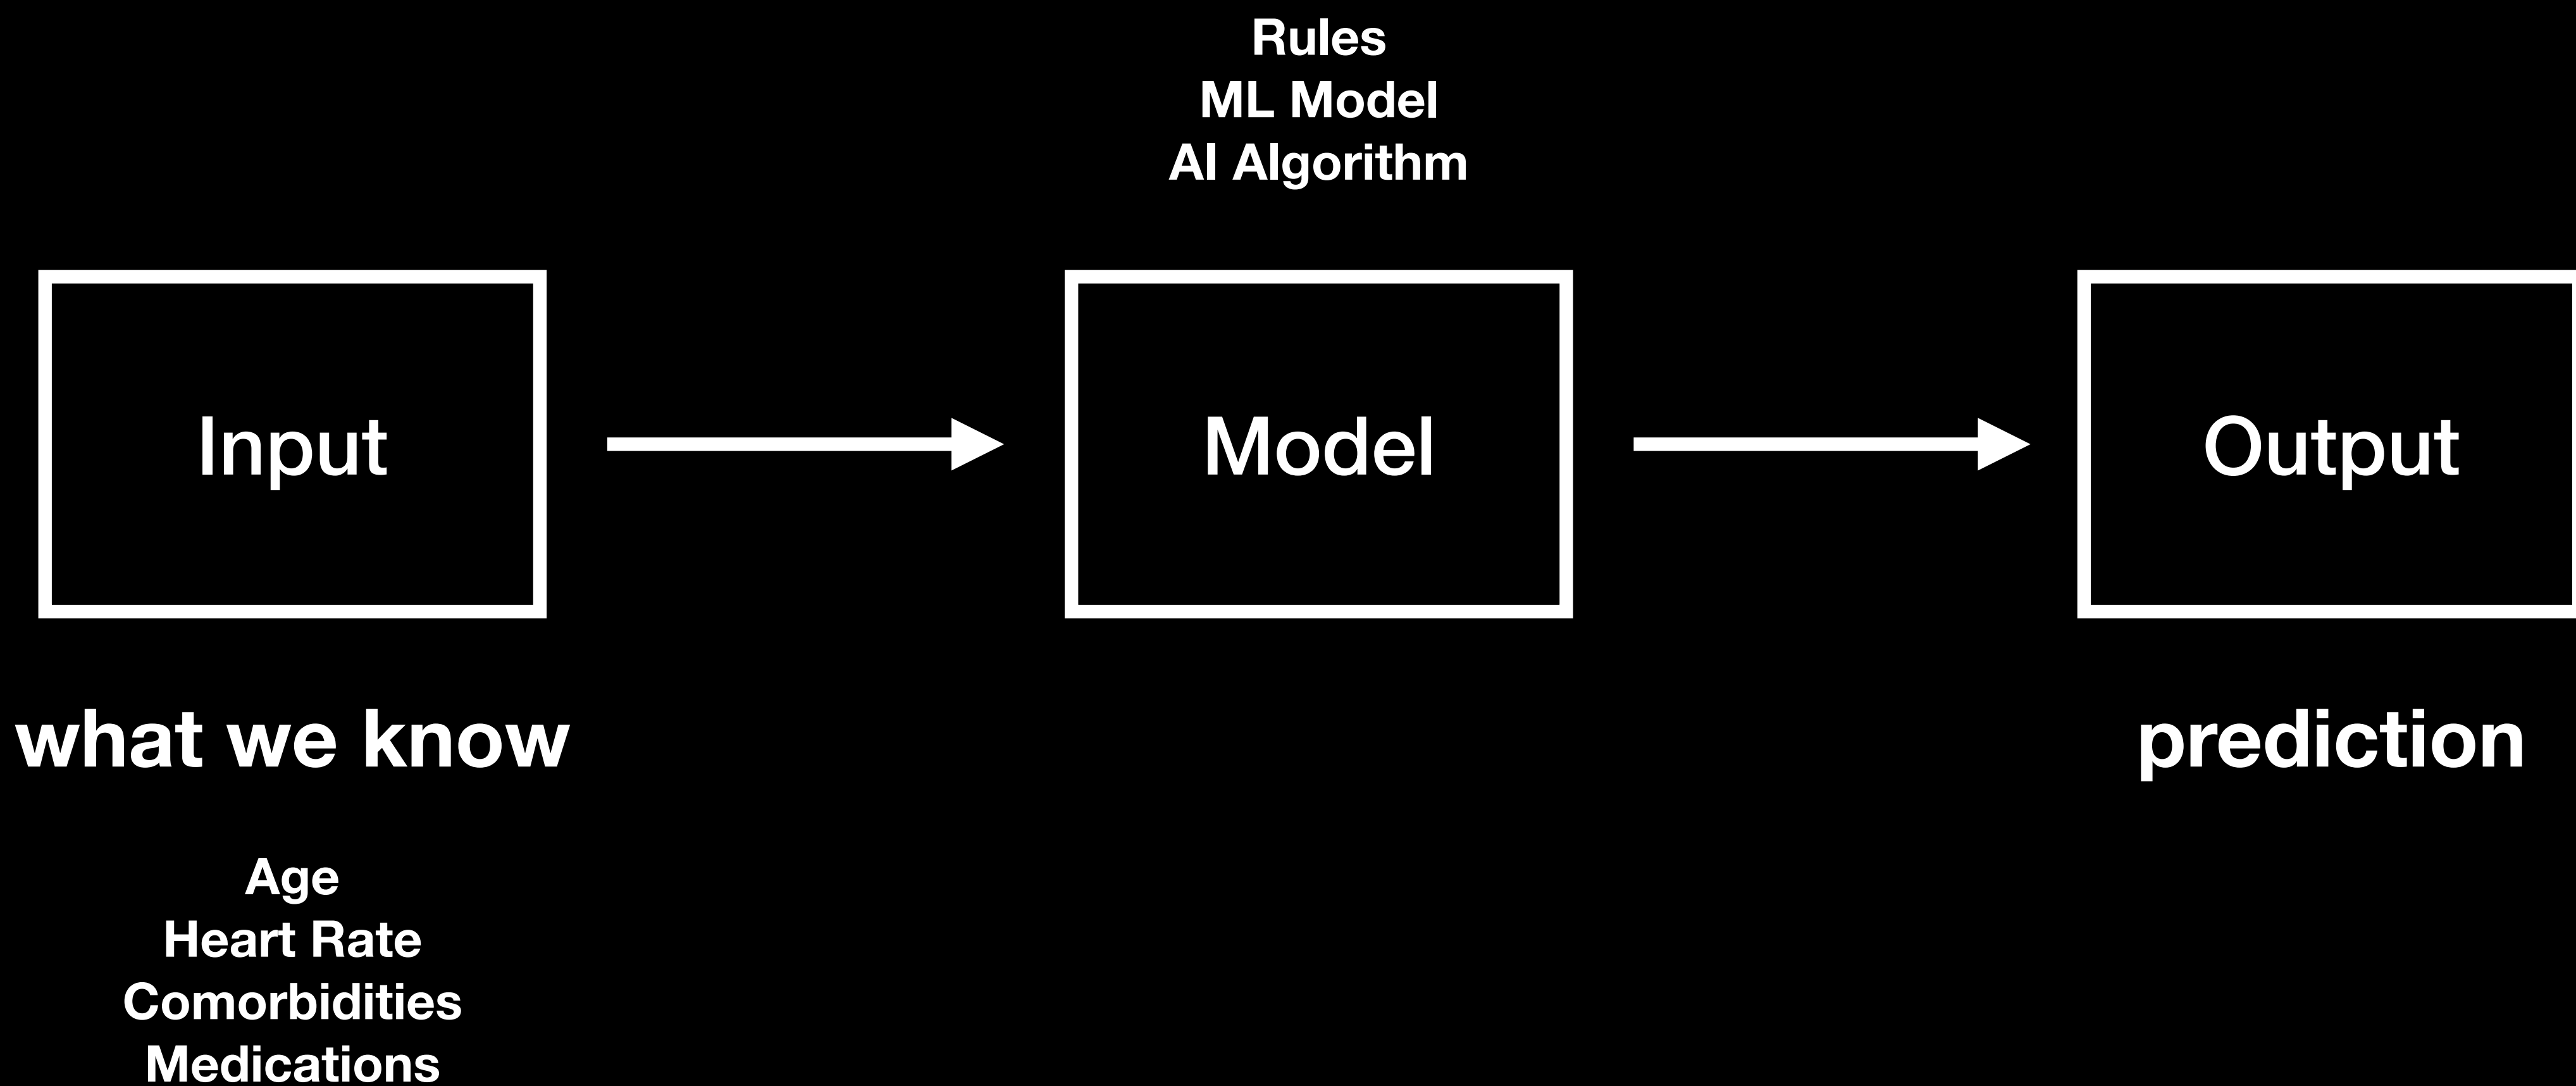 Rules
ML Model
AI Algorithm
Input
Model
Output
what we know
prediction
Age
Heart Rate
Comorbidities
Medications